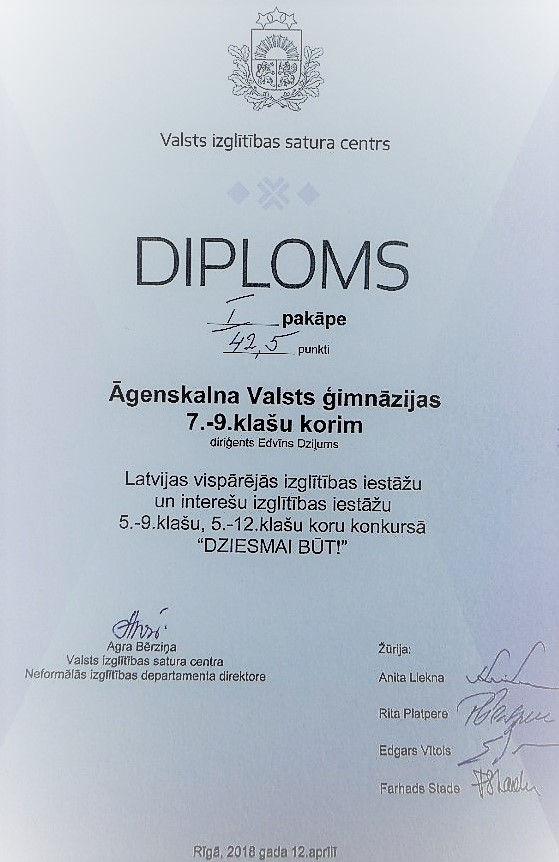 Valsts izglītības satura centrs
DIPLOMS
I pakāpe
42,5 punkti
Āgenskalna Valsts ģimnāzijas
7.-9.klašu korim
diriģents Edvīns Dziļums
Latvijas vispārējās izglītības iestāžu
un interešu izglītības iestāžu
5.-9.klašu, 5.-12.klašu koru konkursā
“DZIESMAI BŪT!”
Agra Bērziņa
Valsts izglītības satura centra
Neformālās izglītības departamenta direktore
Žūrija:
Anita Liekna
Rita Platpere
Edgars Vītols
Farhads Stade
Rīgā, 2018 gada 12.aprīlī